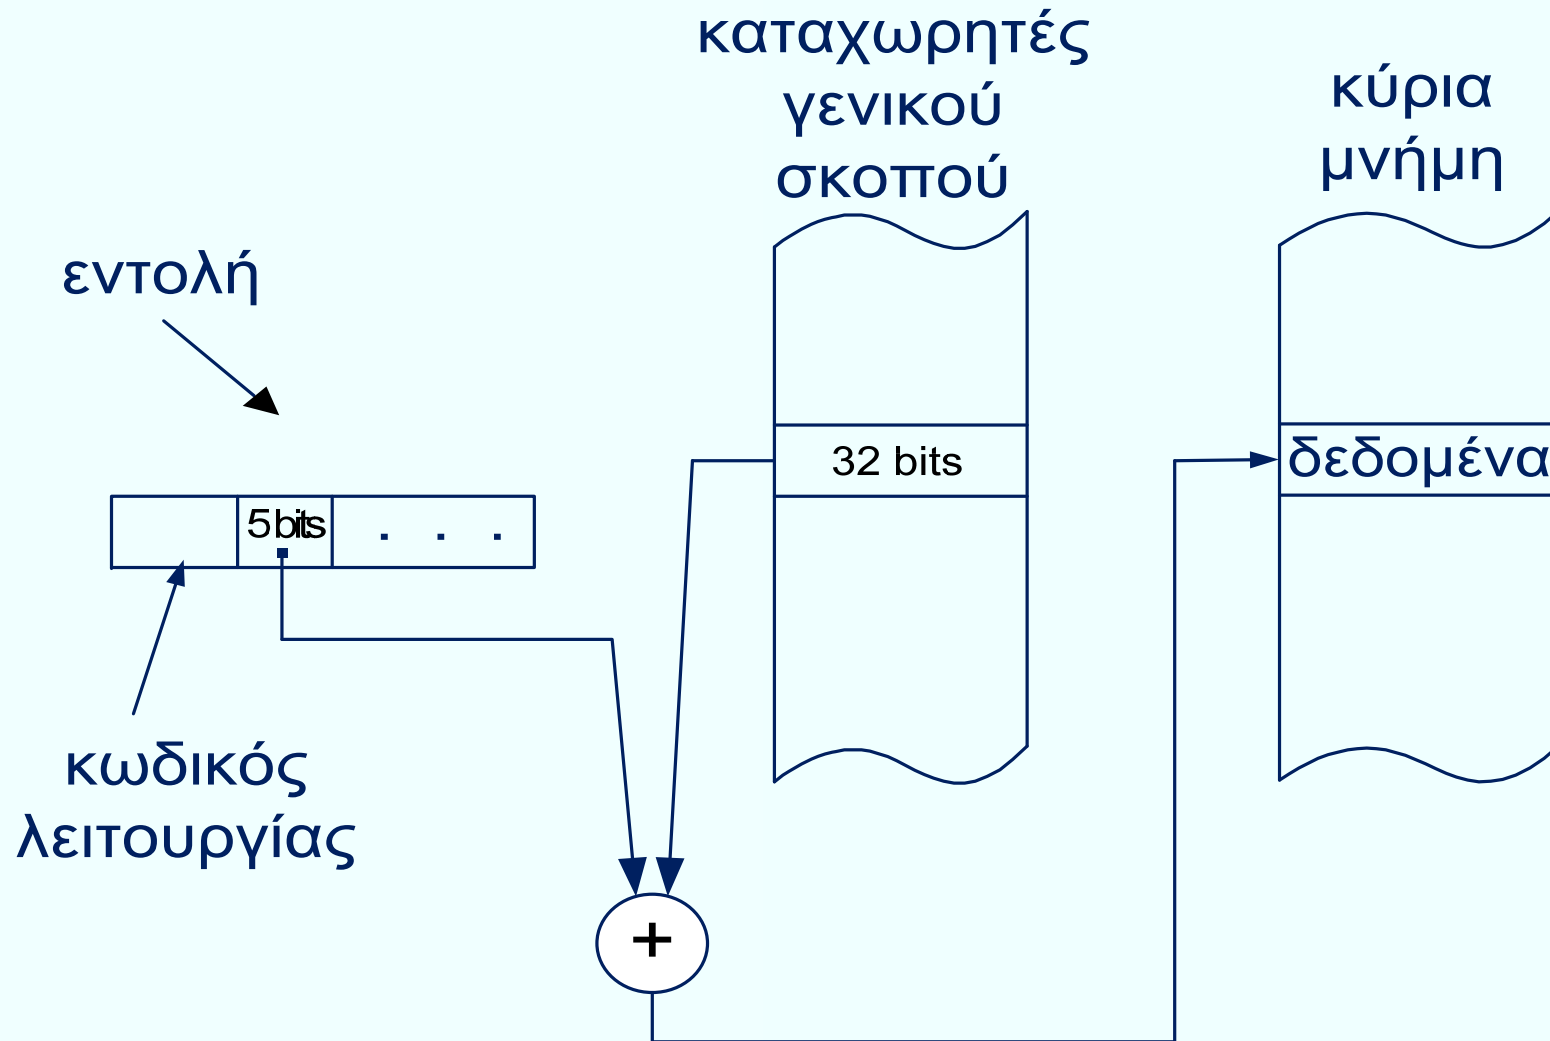 καταχωρητές
γενικού
σκοπού
κύρια
μνήμη
εντολή
32 bits
δεδομένα
5bits
. . .
κωδικός
λειτουργίας
+